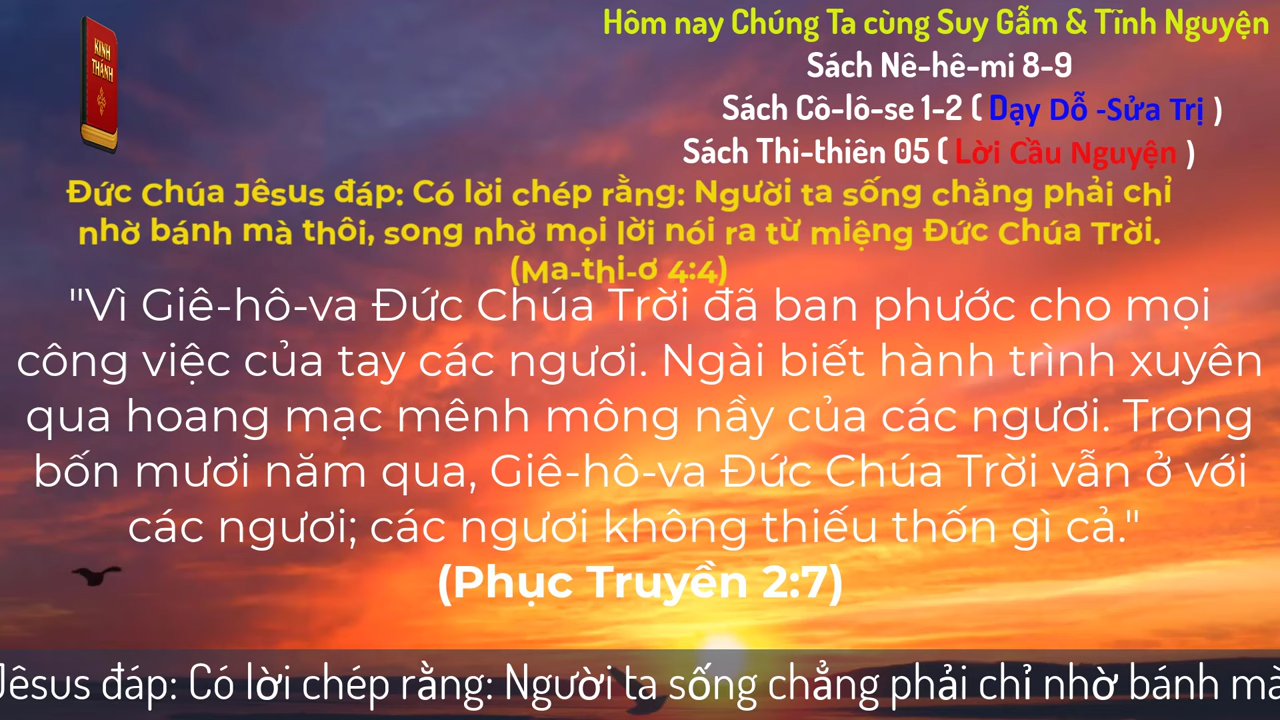 KINH
THÁNH
Hôm nay Chúng Ta cùng Suy Gẫm & Tĩnh Nguyện
Sách Nê-hê-mi 8-9
Sách Cô-lô-se 1-2 ( Dạy Dỗ -Sửa Trị )
Sách Thi-thiên 05 ( Lời Cầu Nguyện )
Đức Chúa Jêsus đáp: Có lời chép rằng: Người ta sống chẳng phải chỉ
nhờ bánh mà thôi, song nhờ mọi lời nói ra từ miệng Đức Chúa Trời.
(Ma-thi-ơ 4:4)
"Vì Giê-hô-va Đức Chúa Trời đã ban phước cho mọi
công việc của tay các ngươi. Ngài biết hành trình xuyên
qua hoang mạc mênh mông nầy của các ngươi. Trong
bốn mươi năm qua, Giê-hô-va Đức Chúa Trời vẫn ở với
các ngươi; các ngươi không thiếu thốn gì cả."
(Phục Truyền 2:7)
Jêsus đáp: Có lời chép rằng: Người ta sống chẳng phải chỉ nhờ bánh mà